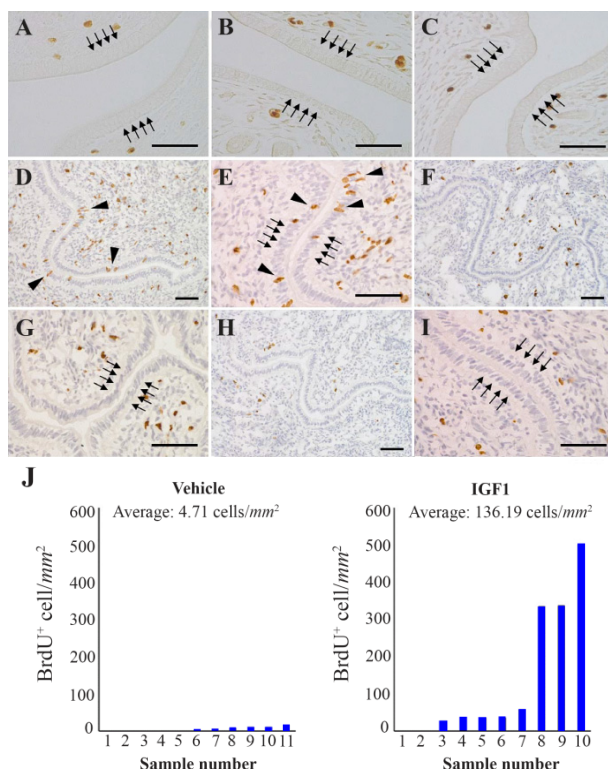 A
B
C
D
E
F
G
H
I
J
Vehicle
Average: 4.71 cells/mm²
BrdU⁺ cell/mm²
600
500
400
300
200
100
0
1 2 3 4 5 6 7 8 9 10 11
Sample number
IGF1
Average: 136.19 cells/mm²
BrdU⁺ cell/mm²
600
500
400
300
200
100
0
1 2 3 4 5 6 7 8 9 10
Sample number